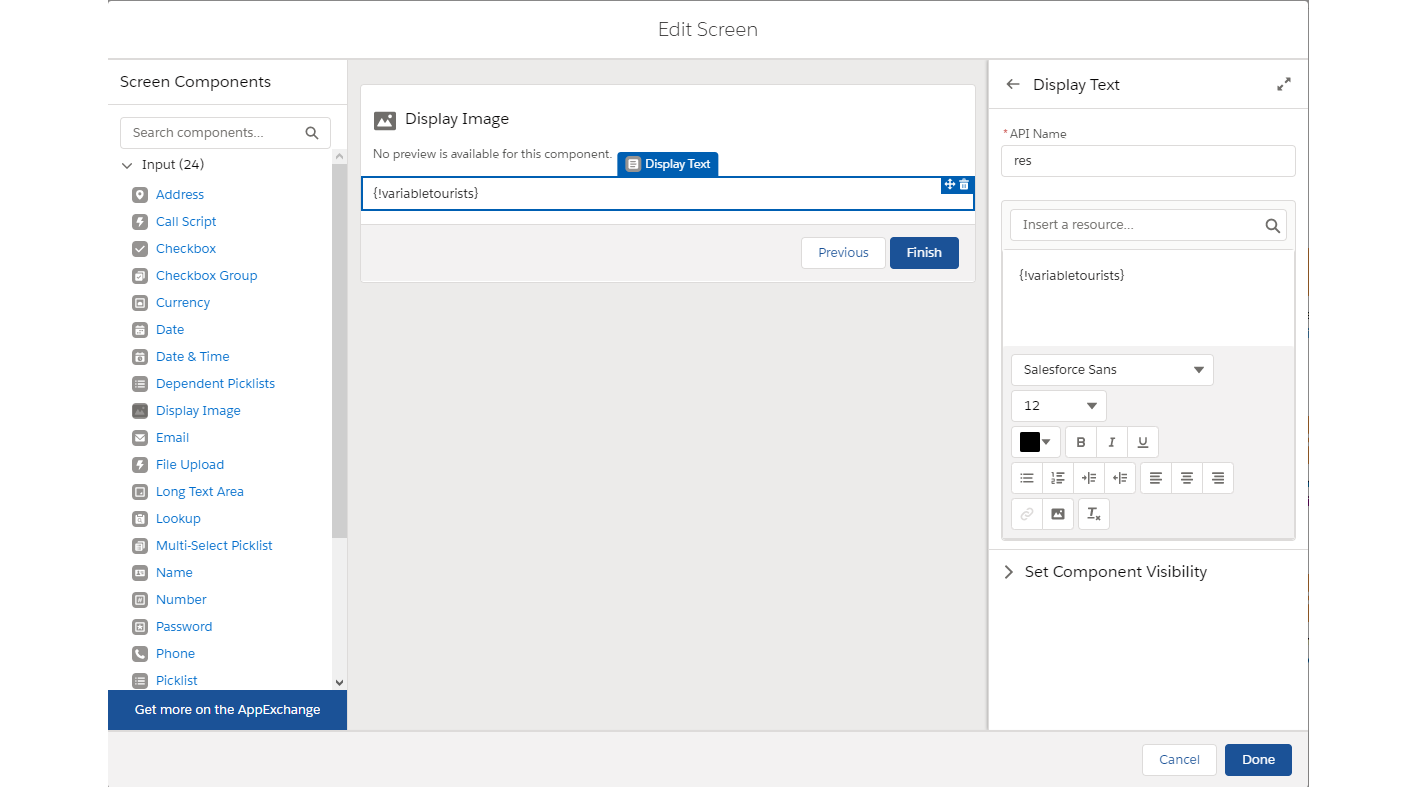 Edit Screen
Screen Components
Search components...
Input (24)
Address
Call Script
Checkbox
Checkbox Group
Currency
Date
Date & Time
Dependent Picklists
Display Image
Email
File Upload
Long Text Area
Lookup
Multi-Select Picklist
Name
Number
Password
Phone
Picklist
Get more on the AppExchange
Display Image
No preview is available for this component.
Display Text
{!variabletourists}
Previous
Finish
Display Text
* API Name
res
Insert a resource...
{!variabletourists}
Salesforce Sans
12
B I U
Set Component Visibility
Cancel
Done